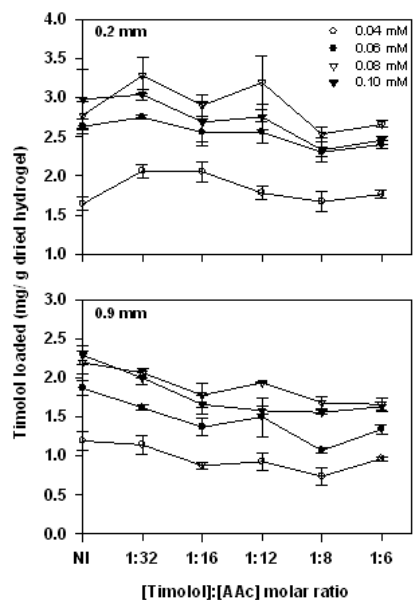 4.0
0.2 mm
0.04 mM
0.06 mM
0.08 mM
0.10 mM
3.5
3.0
2.5
2.0
1.5
1.0
Timolol loaded (mg/ g dried hydrogel)
3.0
0.9 mm
2.5
2.0
1.5
1.0
0.5
0.0
NI 1:32 1:16 1:12 1:8 1:6
[Timolol]:[AAc] molar ratio